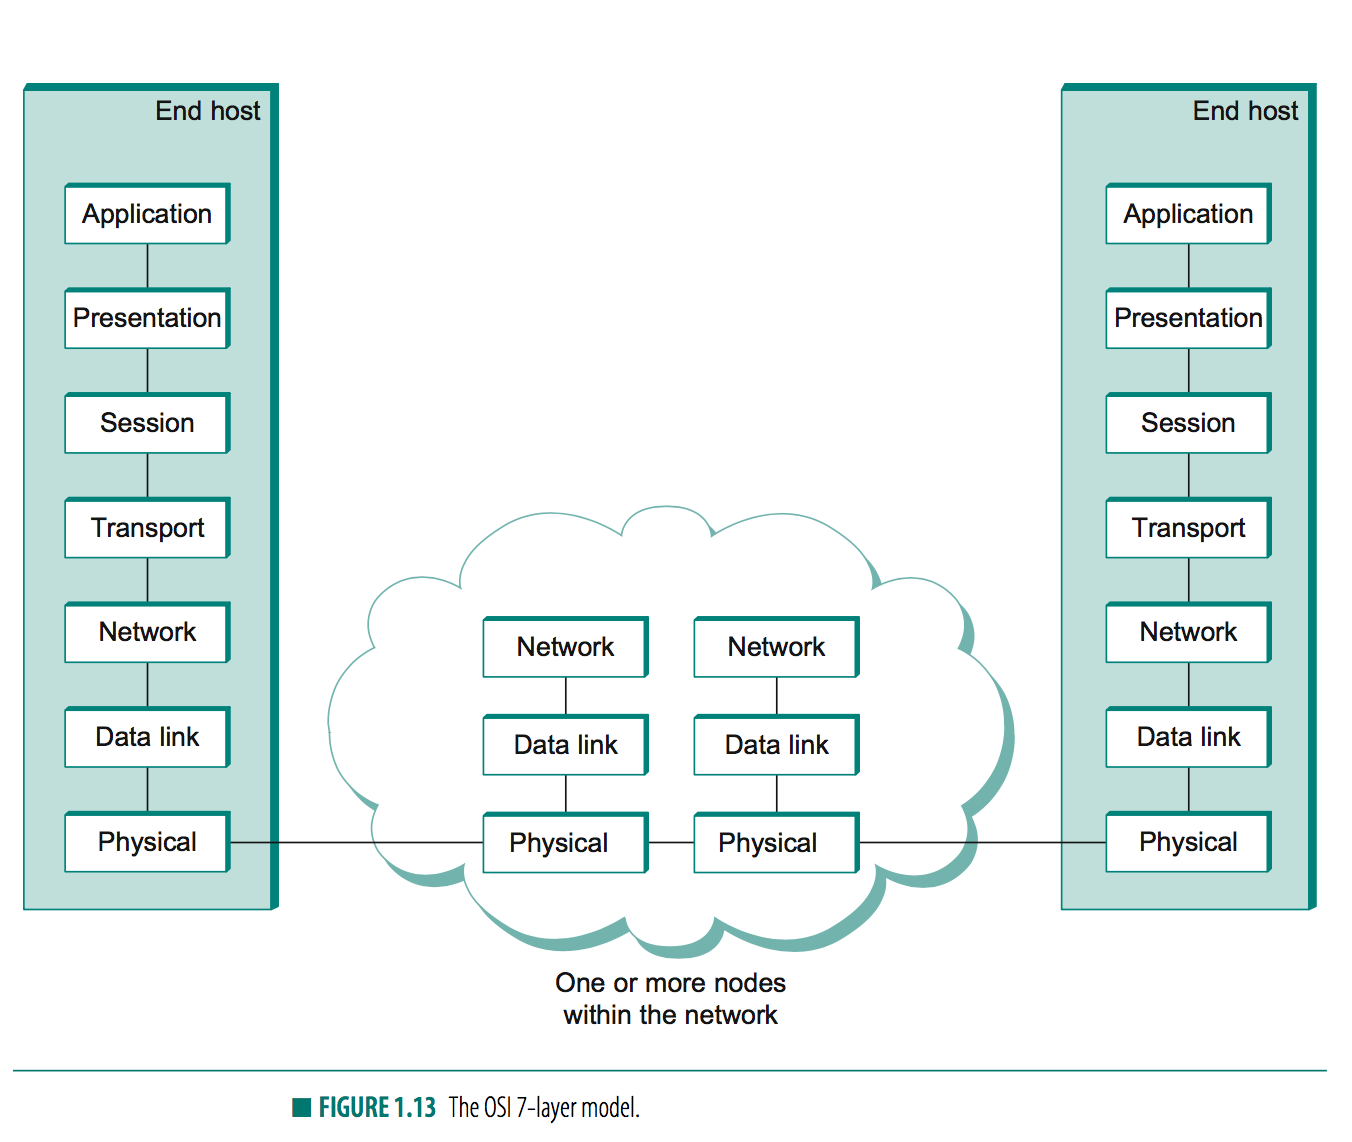 End host
Application
Presentation
Session
Transport
Network
Data link
Physical
Network
Data link
Physical
Network
Data link
Physical
One or more nodes
within the network
End host
Application
Presentation
Session
Transport
Network
Data link
Physical
FIGURE 1.13 The OSI 7-layer model.